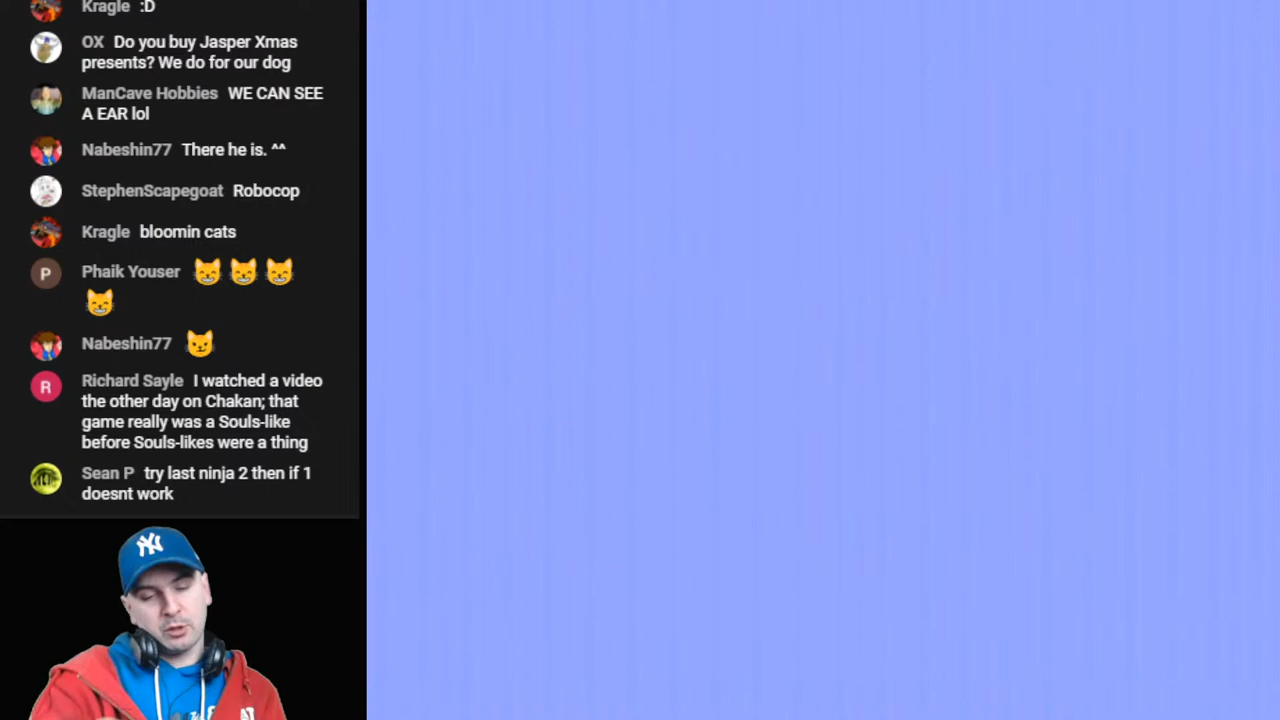 Kragle :D
OX Do you buy Jasper Xmas
presents? We do for our dog
ManCave Hobbies WE CAN SEE
A EAR lol
Nabeshin77 There he is. ^^
StephenScapegoat Robocop
Kragle bloomin cats
P Phaik Youser 😸 😸 😸
😸
Nabeshin77 😼
R Richard Sayle I watched a video
the other day on Chakan; that
game really was a Souls-like
before Souls-likes were a thing
Sean P try last ninja 2 then if 1
doesnt work
NY